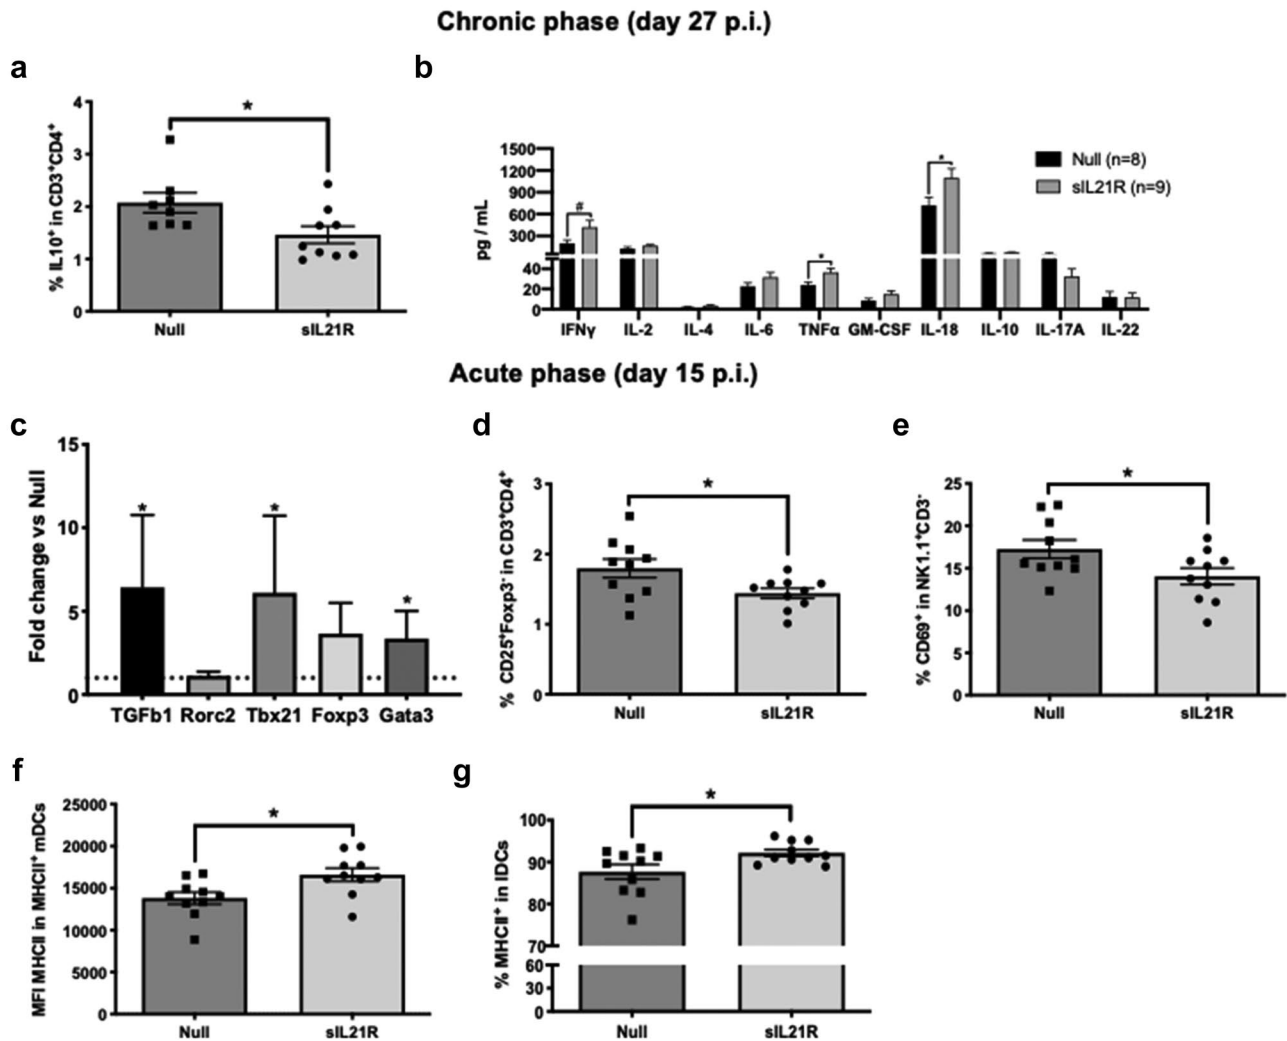 Chronic phase (day 27 p.i.)
a
% IL10⁺ in CD3⁺CD4⁺
4
3
2
1
0
*
Null
sIL21R
b
pg / mL
1500
1200
900
600
300
40
20
0
#
*
*
Null (n=8)
sIL21R (n=9)
IFNγ IL-2 IL-4 IL-6 TNFα GM-CSF IL-18 IL-10 IL-17A IL-22
Acute phase (day 15 p.i.)
c
Fold change vs Null
15
10
5
0
* * *
TGFb1 Rorc2 Tbx21 Foxp3 Gata3
d
% CD25⁺Foxp3⁻ in CD3⁺CD4⁺
3
2
1
0
*
Null
sIL21R
e
% CD69⁺ in NK1.1⁺CD3⁻
25
20
15
10
5
0
*
Null
sIL21R
f
MFI MHCII in MHCII⁺ mDCs
25000
20000
15000
10000
5000
0
*
Null
sIL21R
g
% MHCII⁺ in IDCs
100
90
80
70
60
30
0
*
Null
sIL21R